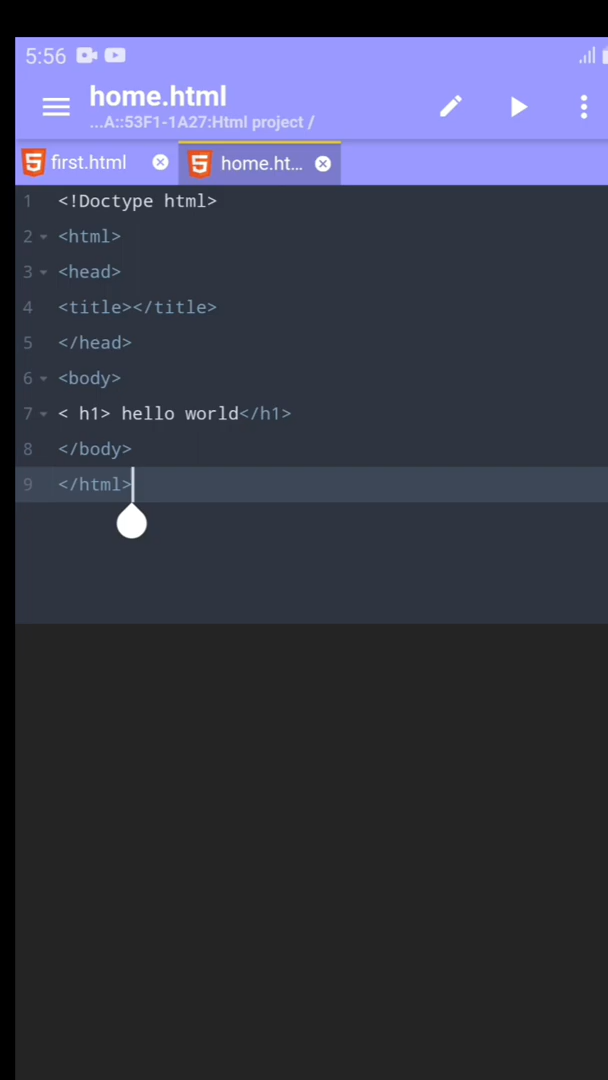 5:56
home.html
...A::53F1-1A27:Html project /
first.html
home.ht...
1 <!Doctype html>
2 <html>
3 <head>
4 <title></title>
5 </head>
6 <body>
7 < h1> hello world</h1>
8 </body>
9 </html>